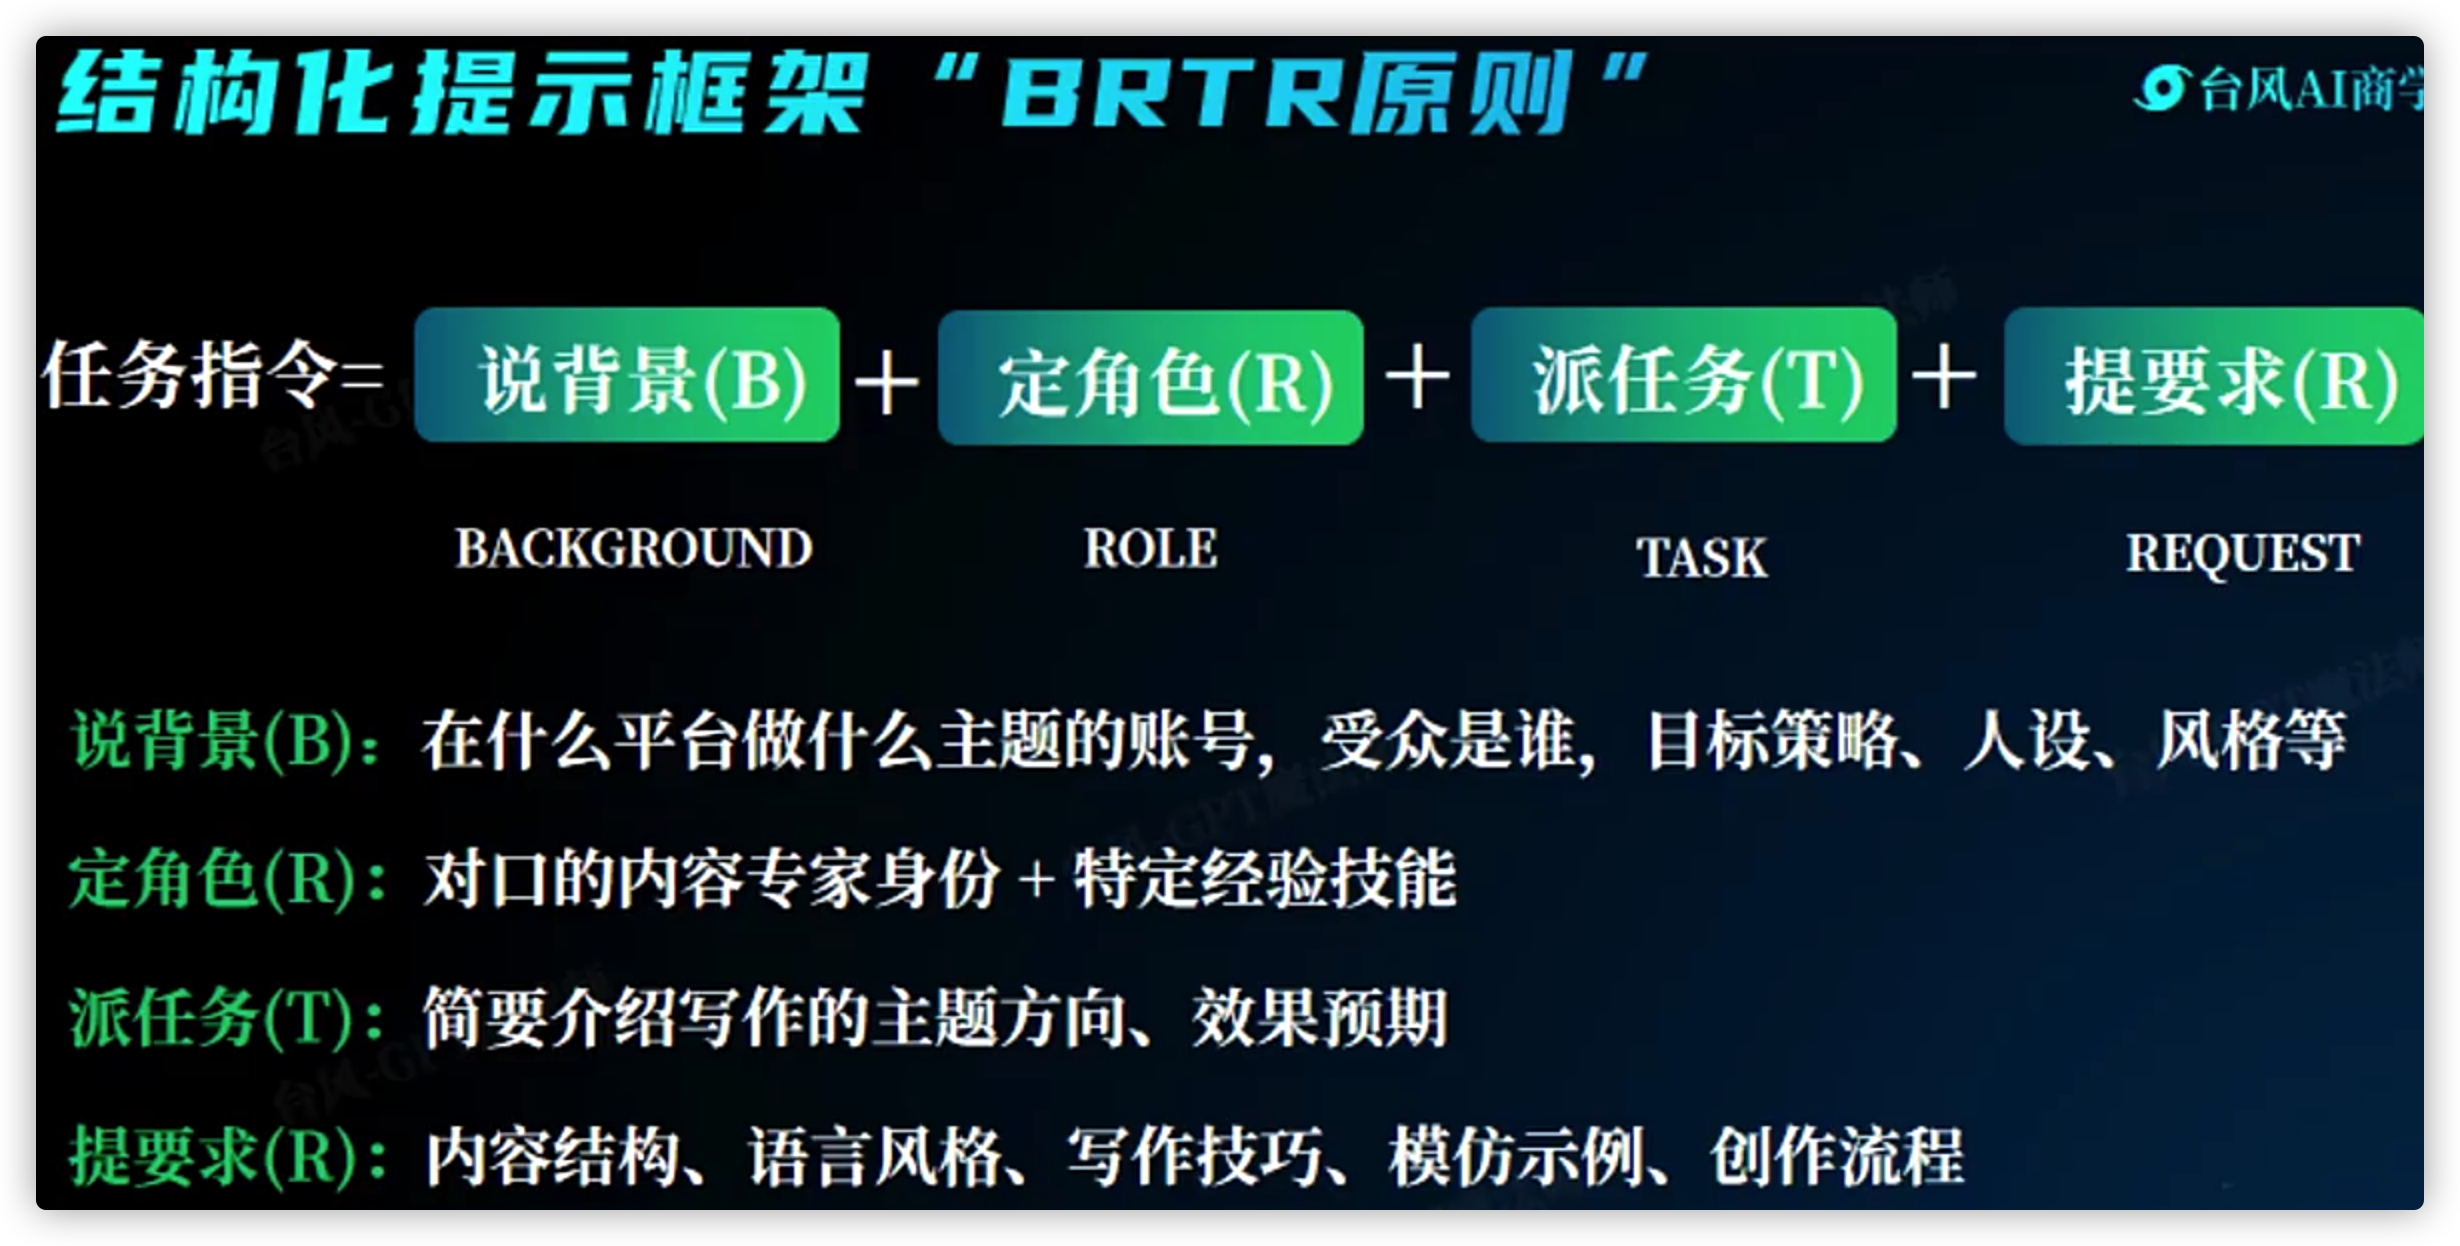 结构化提示框架“BRTR原则”
台风AI商学
任务指令= 说背景(B) + 定角色(R) + 派任务(T) + 提要求(R)
BACKGROUND ROLE TASK REQUEST
说背景(B): 在什么平台做什么主题的账号，受众是谁，目标策略、人设、风格等
定角色(R): 对口的内容专家身份 + 特定经验技能
派任务(T): 简要介绍写作的主题方向、效果预期
提要求(R): 内容结构、语言风格、写作技巧、模仿示例、创作流程